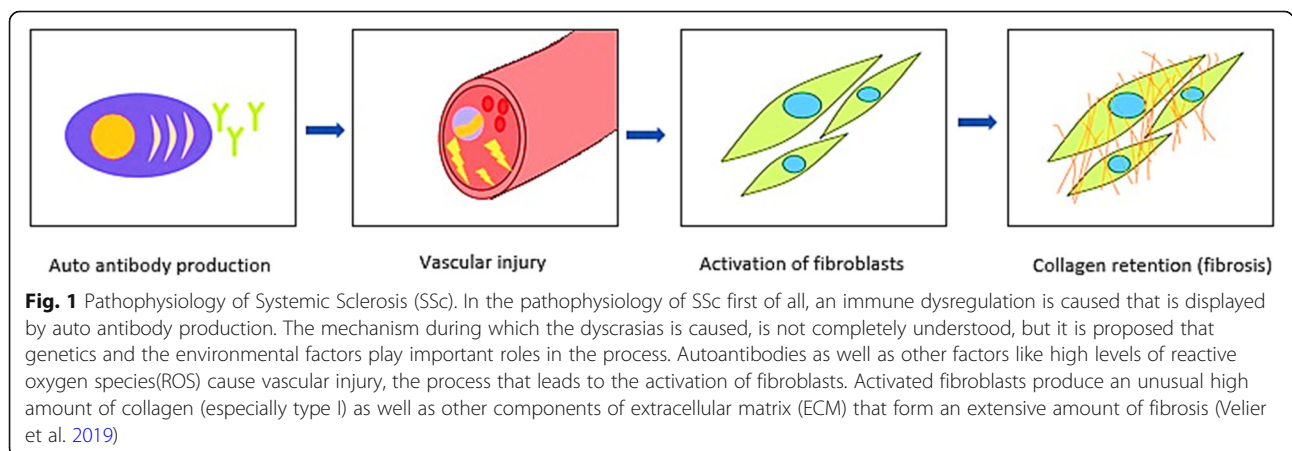 Auto antibody production
Vascular injury
Activation of fibroblasts
Collagen retention (fibrosis)
Fig. 1 Pathophysiology of Systemic Sclerosis (SSc). In the pathophysiology of SSc first of all, an immune dysregulation is caused that is displayed
by auto antibody production. The mechanism during which the dyscrasias is caused, is not completely understood, but it is proposed that
genetics and the environmental factors play important roles in the process. Autoantibodies as well as other factors like high levels of reactive
oxygen species(ROS) cause vascular injury, the process that leads to the activation of fibroblasts. Activated fibroblasts produce an unusual high
amount of collagen (especially type I) as well as other components of extracellular matrix (ECM) that form an extensive amount of fibrosis (Velier
et al. 2019)